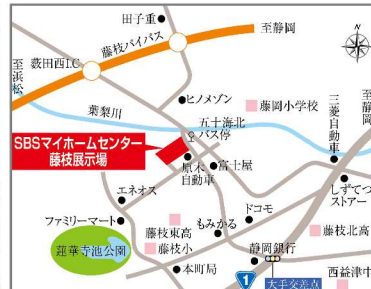 田子重
至静岡
藤枝バイパス
薮田西I.C
至浜松
ヒノメゾン
藤岡小学校
葉梨川
五十海北
バス停
三菱自動車
至静岡
SBSマイホームセンター
藤枝展示場
原木
自動車
富士屋
しずてつ
ストアー
エネオス
ドコモ
ファミリーマート
藤枝東高
もみかる
藤枝北高
蓮華寺池公園
藤枝小
静岡銀行
本町局
西益津中
1
大手交差点